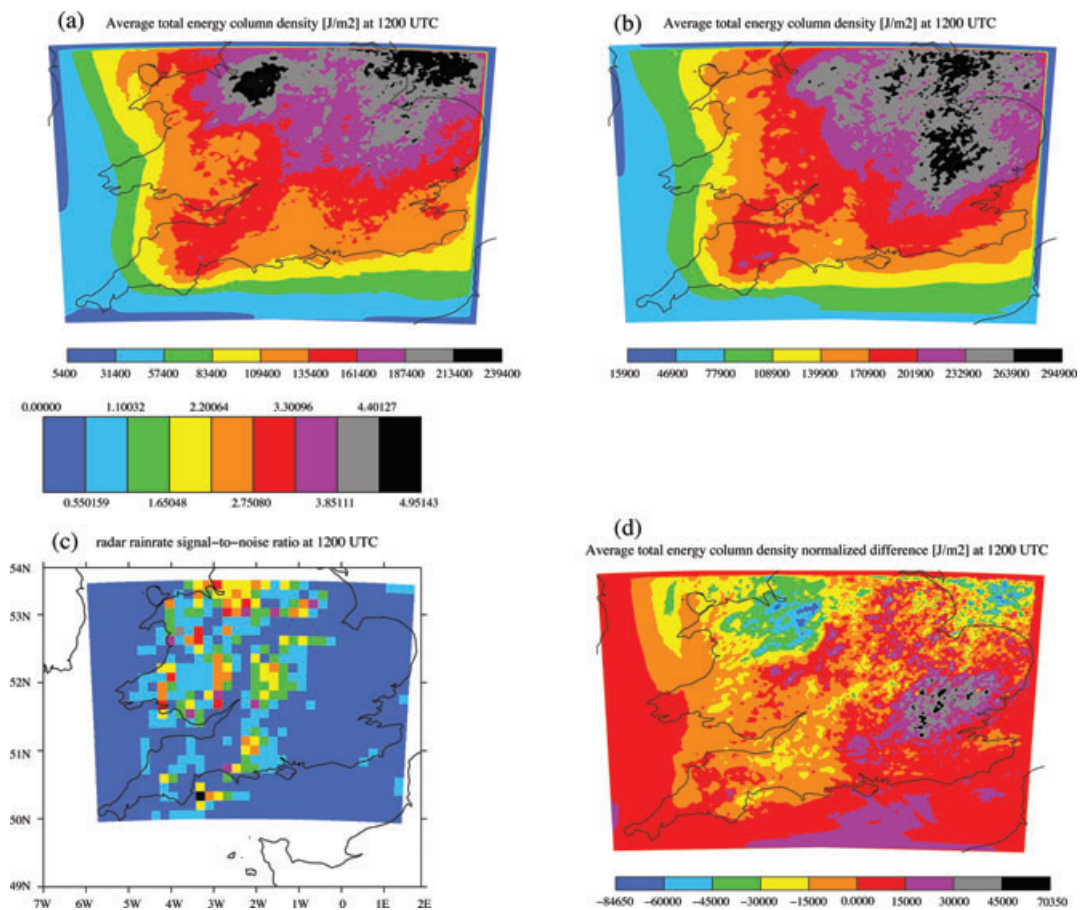 (a)
Average total energy column density [J/m2] at 1200 UTC
5400 31400 57400 83400 109400 135400 161400 187400 213400 239400
(b)
Average total energy column density [J/m2] at 1200 UTC
15900 46900 77900 108900 139900 170900 201900 232900 263900 294900
0.00000 1.10032 2.20064 3.30096 4.40127
0.550159 1.65048 2.75080 3.85111 4.95143
(c)
radar rainrate signal-to-noise ratio at 1200 UTC
54N
53N
52N
51N
50N
49N
7W 6W 5W 4W 3W 2W 1W 0 1E 2E
(d)
Average total energy column density normalized difference [J/m2] at 1200 UTC
-84650 -60000 -45000 -30000 -15000 0.00000 15000 30000 45000 70350